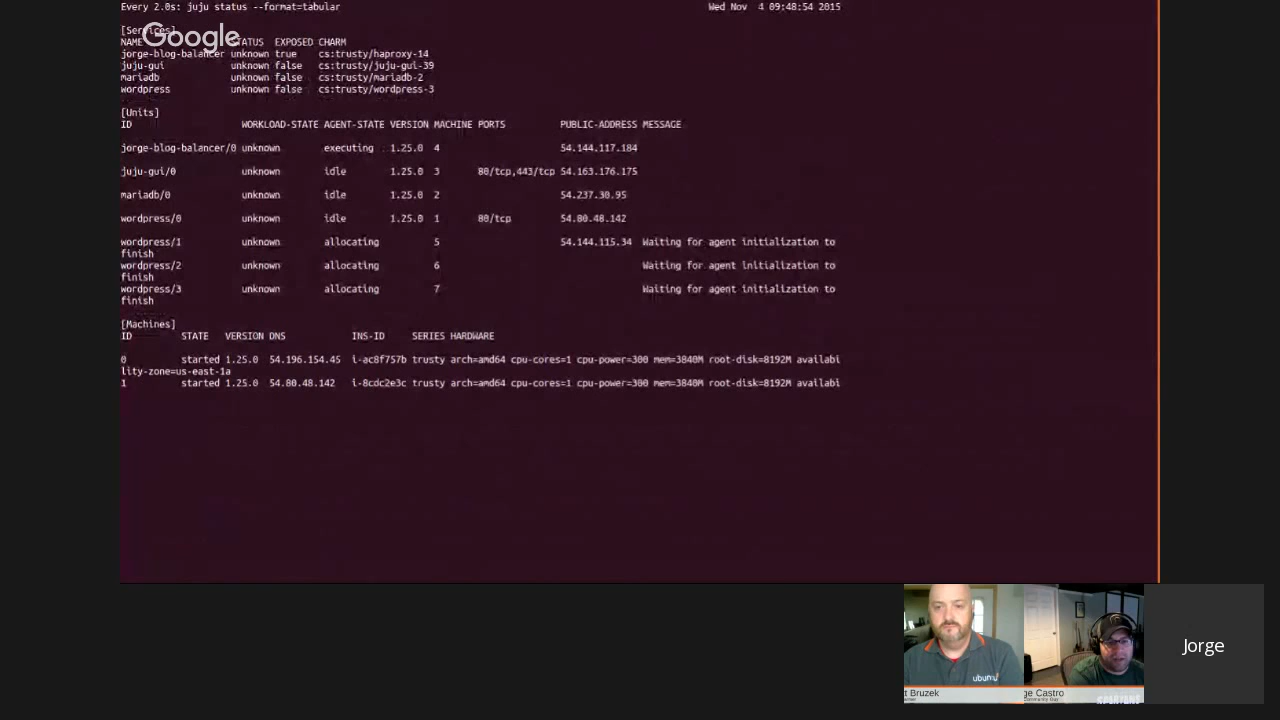 Every 2.0s: juju status --format=tabular Wed Nov 4 09:48:54 2015
Google
[Services]
NAME STATUS EXPOSED CHARM
jorge-blog-balancer unknown true cs:trusty/haproxy-14
juju-gui unknown false cs:trusty/juju-gui-39
mariadb unknown false cs:trusty/mariadb-2
wordpress unknown false cs:trusty/wordpress-3
[Units]
ID WORKLOAD-STATE AGENT-STATE VERSION MACHINE PORTS PUBLIC-ADDRESS MESSAGE
jorge-blog-balancer/0 unknown executing 1.25.0 4 54.144.117.184
juju-gui/0 unknown idle 1.25.0 3 80/tcp,443/tcp 54.163.176.175
mariadb/0 unknown idle 1.25.0 2 54.237.30.95
wordpress/0 unknown idle 1.25.0 1 80/tcp 54.80.48.142
wordpress/1 unknown allocating 5 54.144.115.34 Waiting for agent initialization to
finish
wordpress/2 unknown allocating 6 Waiting for agent initialization to
finish
wordpress/3 unknown allocating 7 Waiting for agent initialization to
finish
[Machines]
ID STATE VERSION DNS INS-ID SERIES HARDWARE
0 started 1.25.0 54.196.154.45 i-ac8f757b trusty arch=amd64 cpu-cores=1 cpu-power=300 mem=3840M root-disk=8192M availabi
lity-zone=us-east-1a
1 started 1.25.0 54.80.48.142 i-8cdc2e3c trusty arch=amd64 cpu-cores=1 cpu-power=300 mem=3840M root-disk=8192M availabi
Jorge
ubuntu
t Bruzek
ge Castro